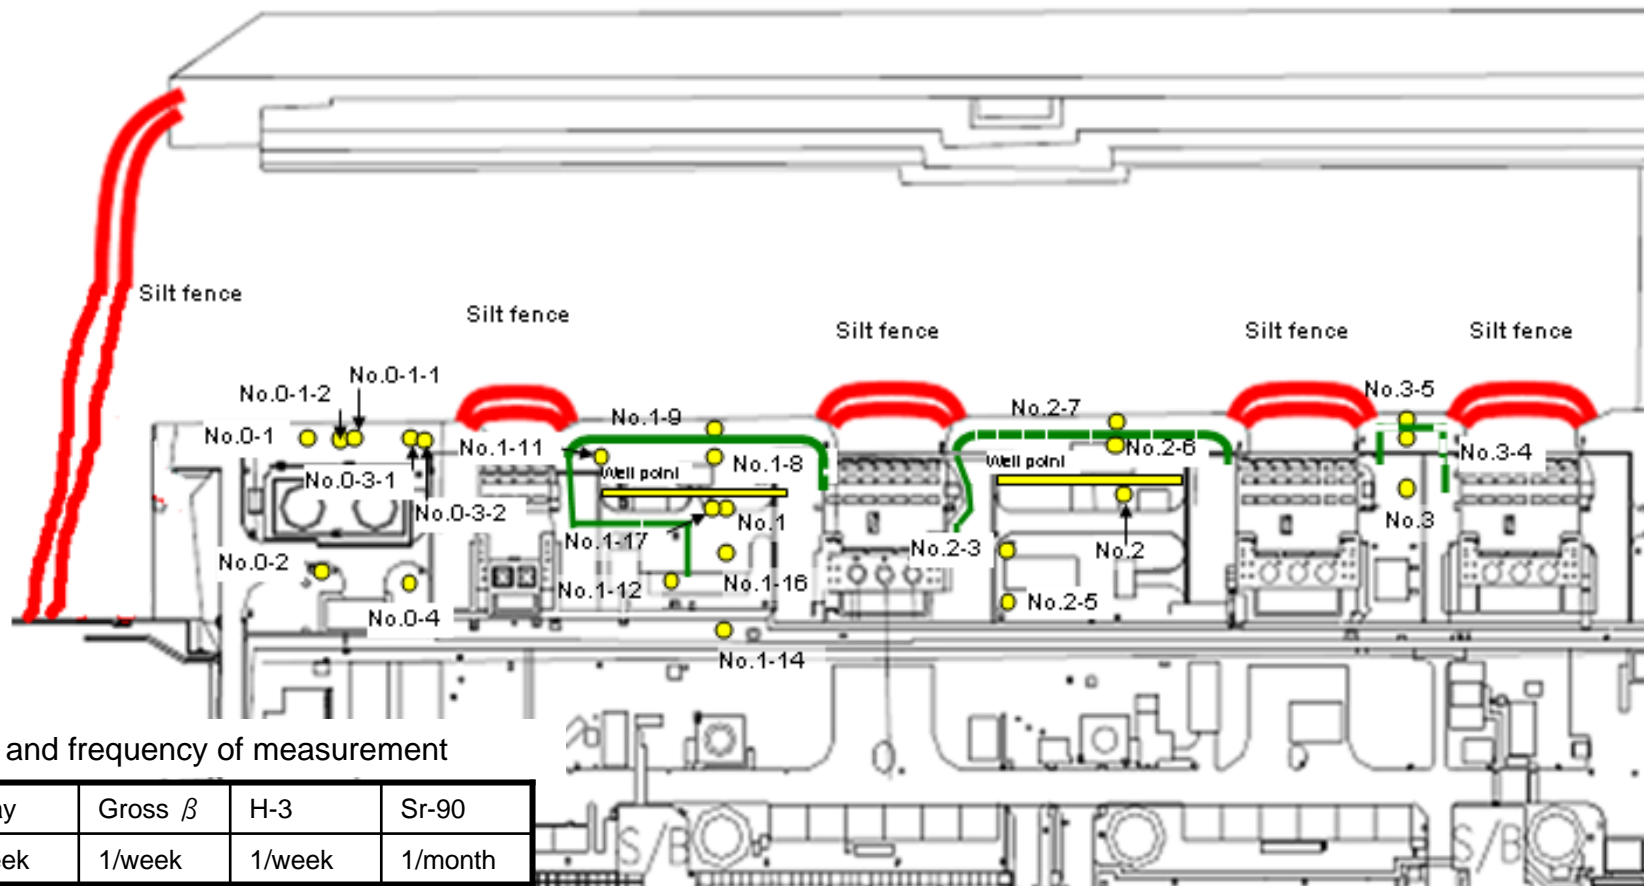 Silt fence
Silt fence
Silt fence
Silt fence
Silt fence
No.0-1-1
No.0-1-2
No.3-5
No.2-7
No.1-9
No.0-1
No.1-11
No.2-6
No.3-4
No.1-8
Well point
Well point
No.0-3-1
No.0-3-2
No.1
No.3
No.1-17
No.2-3
No.2
No.0-2
No.1-12
No.1-16
No.2-5
No.0-4
No.1-14
and frequency of measurement
Gross β H-3 Sr-90
1/week 1/week 1/month
S/B
S/B